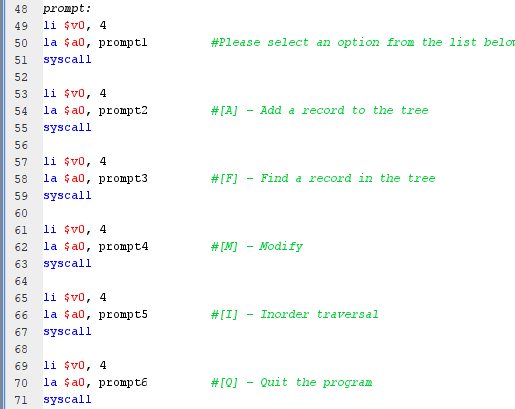 48 prompt:
49 li $v0, 4
50 la $a0, prompt1 #Please select an option from the list below
51 syscall
52
53 li $v0, 4
54 la $a0, prompt2 #[A] - Add a record to the tree
55 syscall
56
57 li $v0, 4
58 la $a0, prompt3 #[F] - Find a record in the tree
59 syscall
60
61 li $v0, 4
62 la $a0, prompt4 #[M] - Modify
63 syscall
64
65 li $v0, 4
66 la $a0, prompt5 #[I] - Inorder traversal
67 syscall
68
69 li $v0, 4
70 la $a0, prompt6 #[Q] - Quit the program
71 syscall